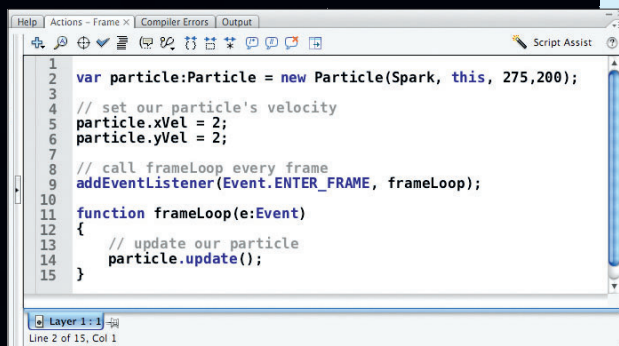 Help Actions - Frame × Compiler Errors Output
Script Assist
1
2 var particle:Particle = new Particle(Spark, this, 275,200);
3
4 // set our particle's velocity
5 particle.xVel = 2;
6 particle.yVel = 2;
7
8 // call frameLoop every frame
9 addEventListener(Event.ENTER_FRAME, frameLoop);
10
11 function frameLoop(e:Event)
12 {
13 // update our particle
14 particle.update();
15 }
Layer 1 : 1
Line 2 of 15, Col 1